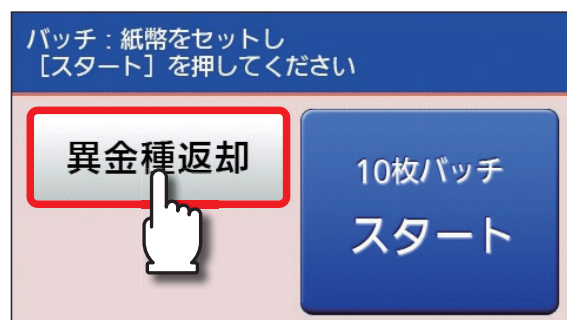 バッチ：紙幣をセットし
［スタート］を押してください
異金種返却
10枚バッチ
スタート